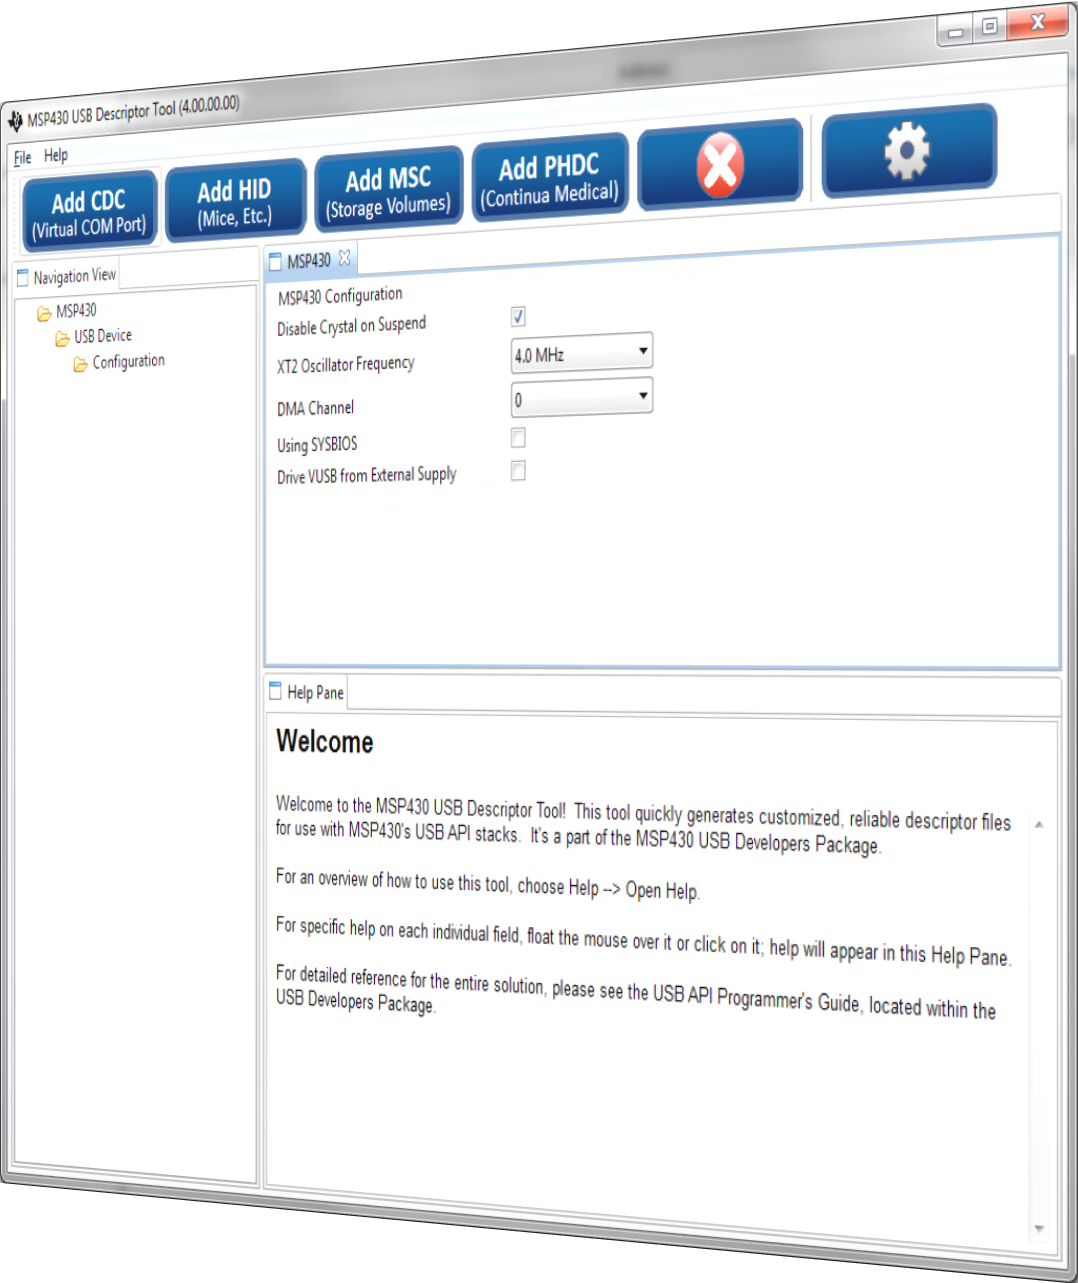 MSP430 USB Descriptor Tool (4.00.00.00)
File Help
Add CDC
(Virtual COM Port)
Add HID
(Mice, Etc.)
Add MSC
(Storage Volumes)
Add PHDC
(Continua Medical)
Navigation View
MSP430
USB Device
Configuration
MSP430
MSP430 Configuration
Disable Crystal on Suspend
XT2 Oscillator Frequency
4.0 MHz
DMA Channel
0
Using SYSBIOS
Drive VUSB from External Supply
Help Pane
Welcome
Welcome to the MSP430 USB Descriptor Tool!  This tool quickly generates customized, reliable descriptor files
for use with MSP430's USB API stacks.  It's a part of the MSP430 USB Developers Package.
For an overview of how to use this tool, choose Help --> Open Help.
For specific help on each individual field, float the mouse over it or click on it; help will appear in this Help Pane.
For detailed reference for the entire solution, please see the USB API Programmer's Guide, located within the
USB Developers Package.